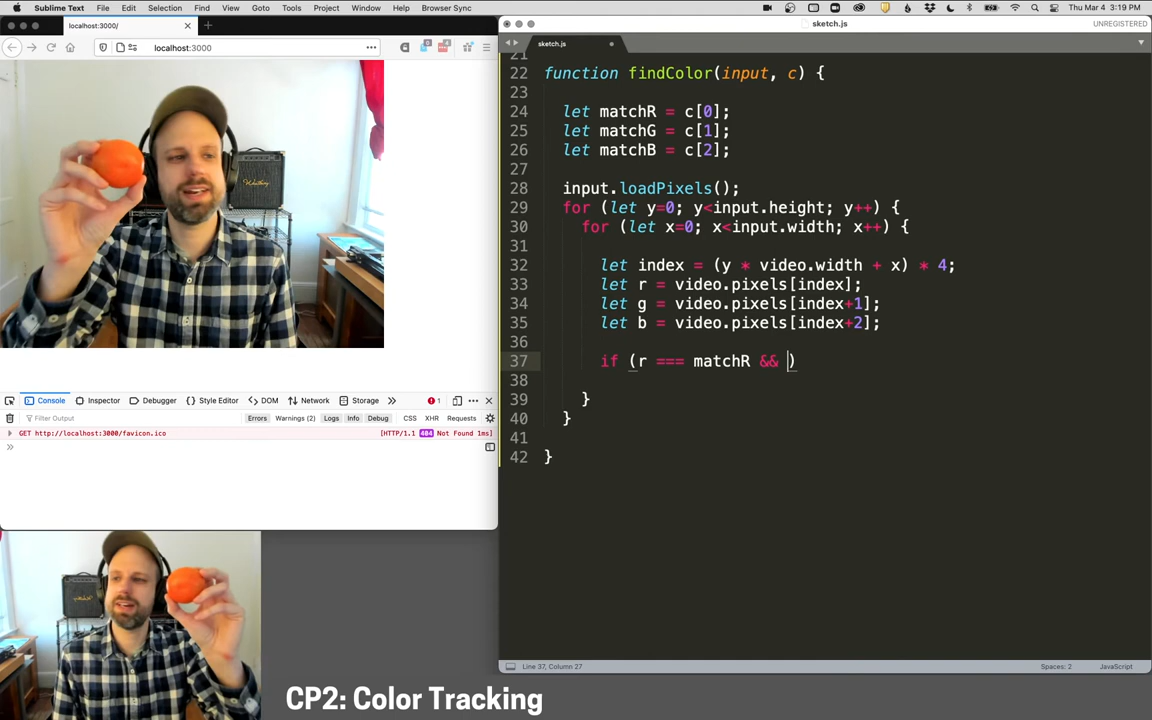 Sublime Text File Edit Selection Find View Goto Tools Project Window Help Browser Sync Thu Mar 4 3:19 PM
localhost:3000/
localhost:3000
sketch.js
UNREGISTERED
sketch.js
21
22 function findColor(input, c) {
23
24 let matchR = c[0];
25 let matchG = c[1];
26 let matchB = c[2];
27
28 input.loadPixels();
29 for (let y=0; y<input.height; y++) {
30 for (let x=0; x<input.width; x++) {
31
32 let index = (y * video.width + x) * 4;
33 let r = video.pixels[index];
34 let g = video.pixels[index+1];
35 let b = video.pixels[index+2];
36
37 if (r === matchR && )
38
39 }
40 }
41
42 }
Console Inspector Debugger Style Editor DOM Network Storage 1
Filter Output Errors Warnings (2) Logs Info Debug CSS XHR Requests
GET http://localhost:3000/favicon.ico [HTTP/1.1 404 Not Found 1ms]
Line 37, Column 27 Spaces: 2 JavaScript
CP2: Color Tracking